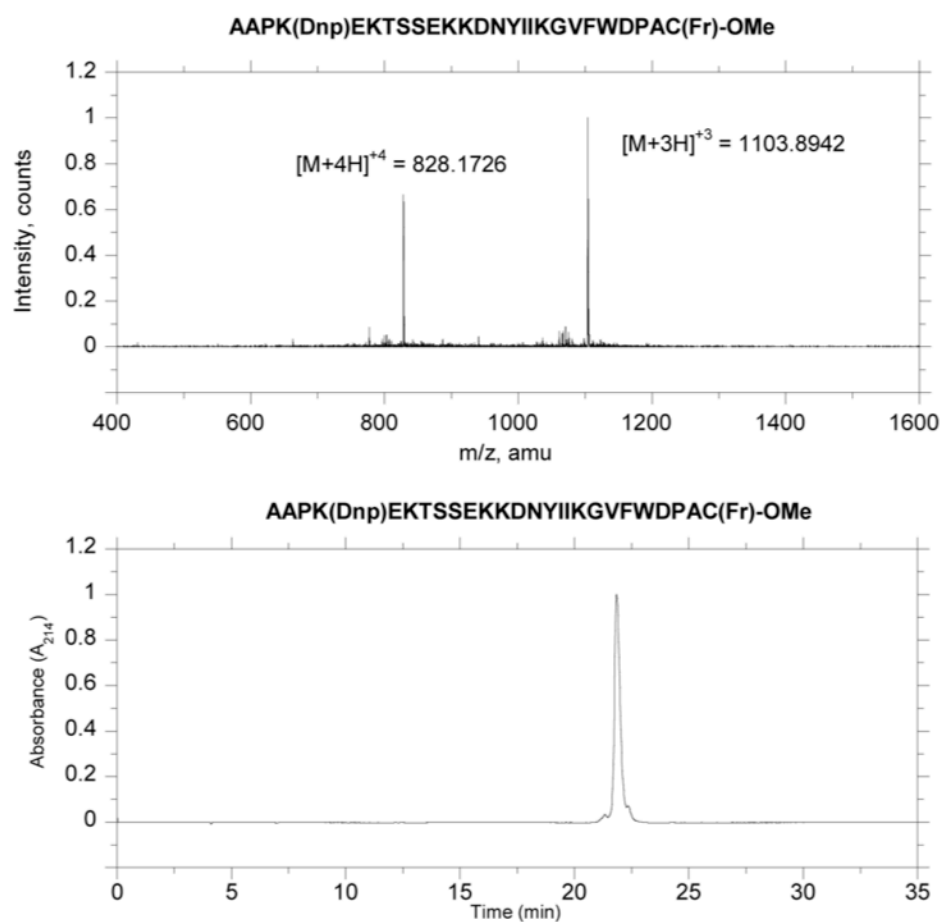 AAPK(Dnp)EKTSSEKKDNYIIKGVFWDPAC(Fr)-OMe
1.2
1
0.8
0.6
0.4
0.2
0
Intensity, counts
[M+4H]⁺⁴ = 828.1726
[M+3H]⁺³ = 1103.8942
400 600 800 1000 1200 1400 1600
m/z, amu
AAPK(Dnp)EKTSSEKKDNYIIKGVFWDPAC(Fr)-OMe
1.2
1
0.8
0.6
0.4
0.2
0
Absorbance (A₂₁₄)
0 5 10 15 20 25 30 35
Time (min)